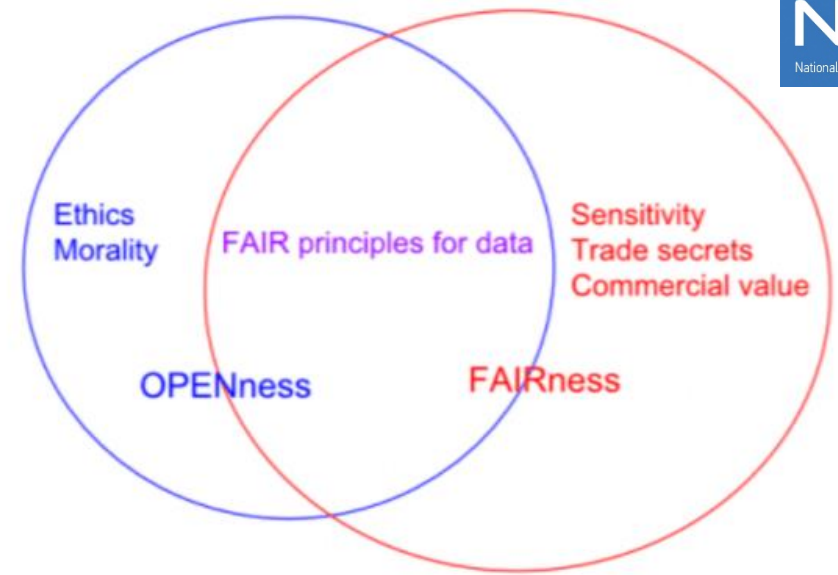 National
Ethics
Morality
FAIR principles for data
Sensitivity
Trade secrets
Commercial value
OPENness
FAIRness